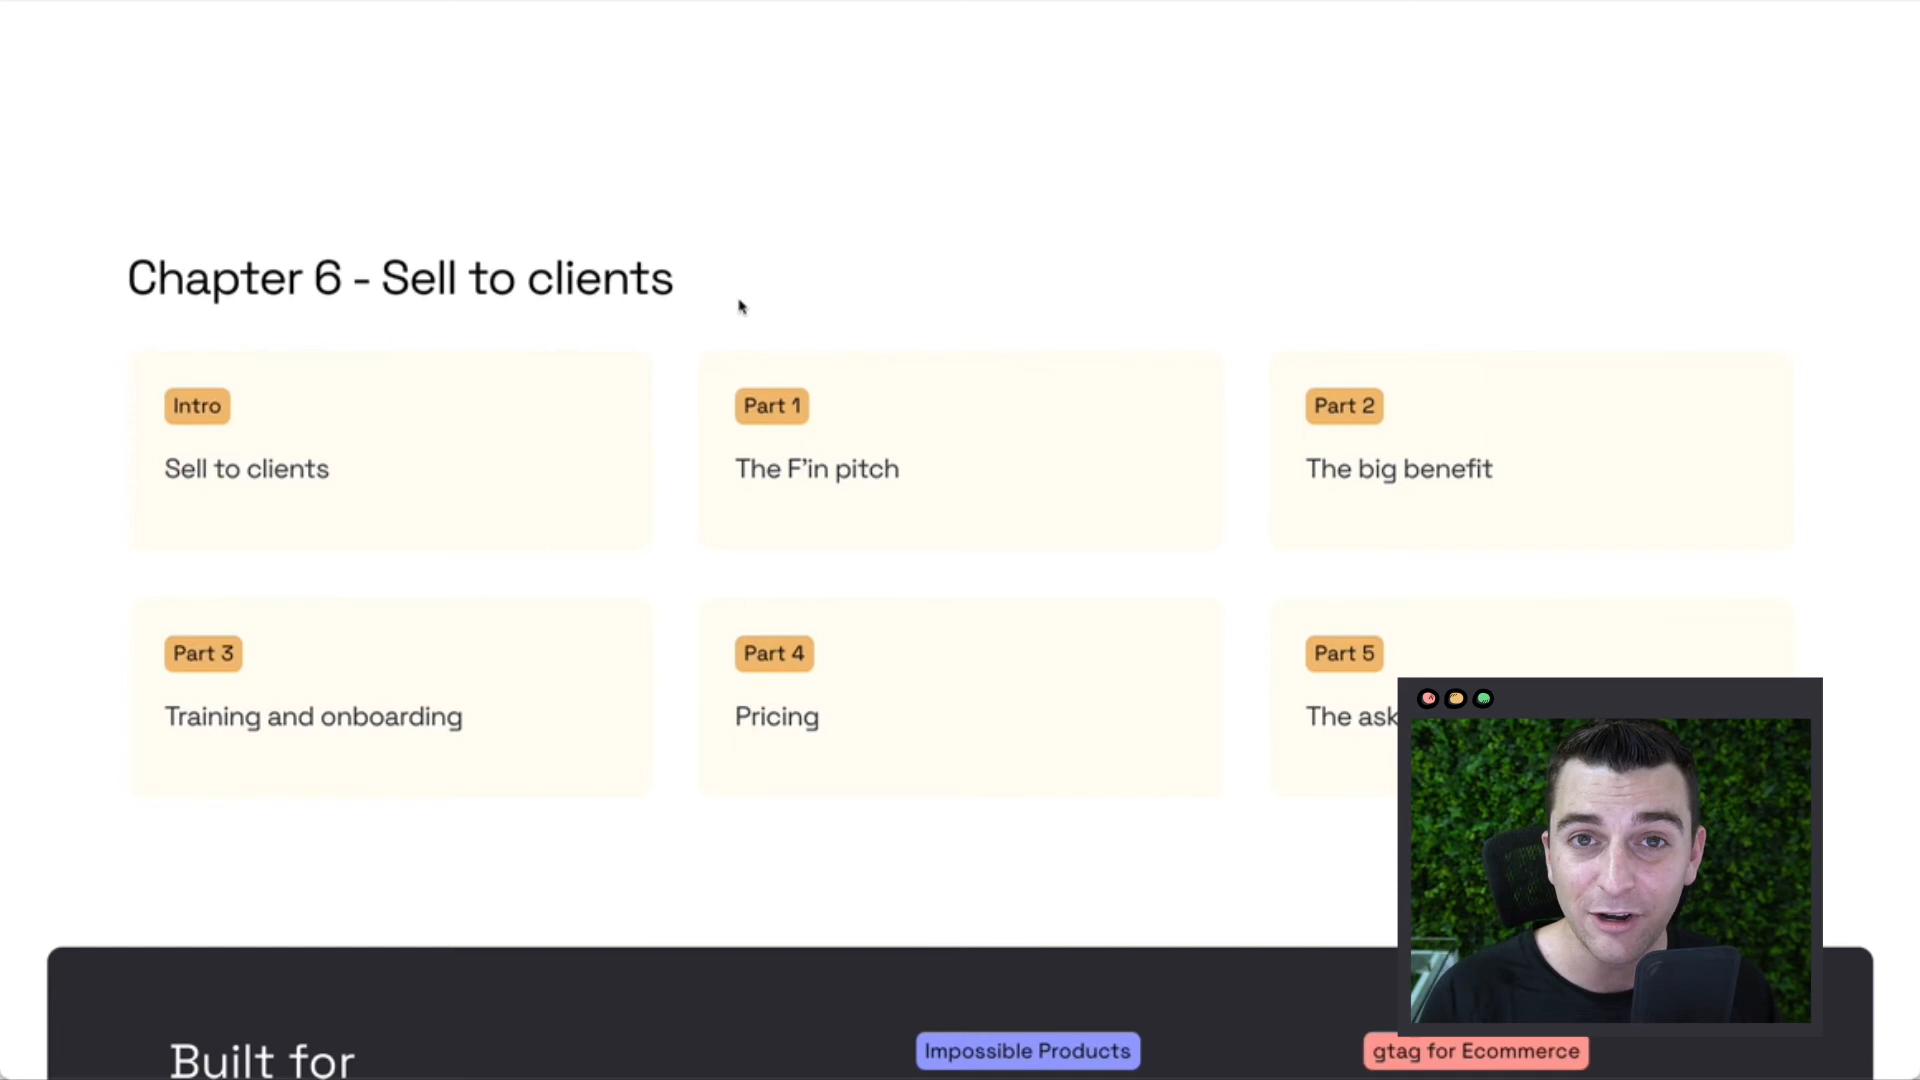 Chapter 6 - Sell to clients
Intro
Sell to clients
Part 1
The F'in pitch
Part 2
The big benefit
Part 3
Training and onboarding
Part 4
Pricing
Part 5
The ask
Built for
Impossible Products
gtag for Ecommerce